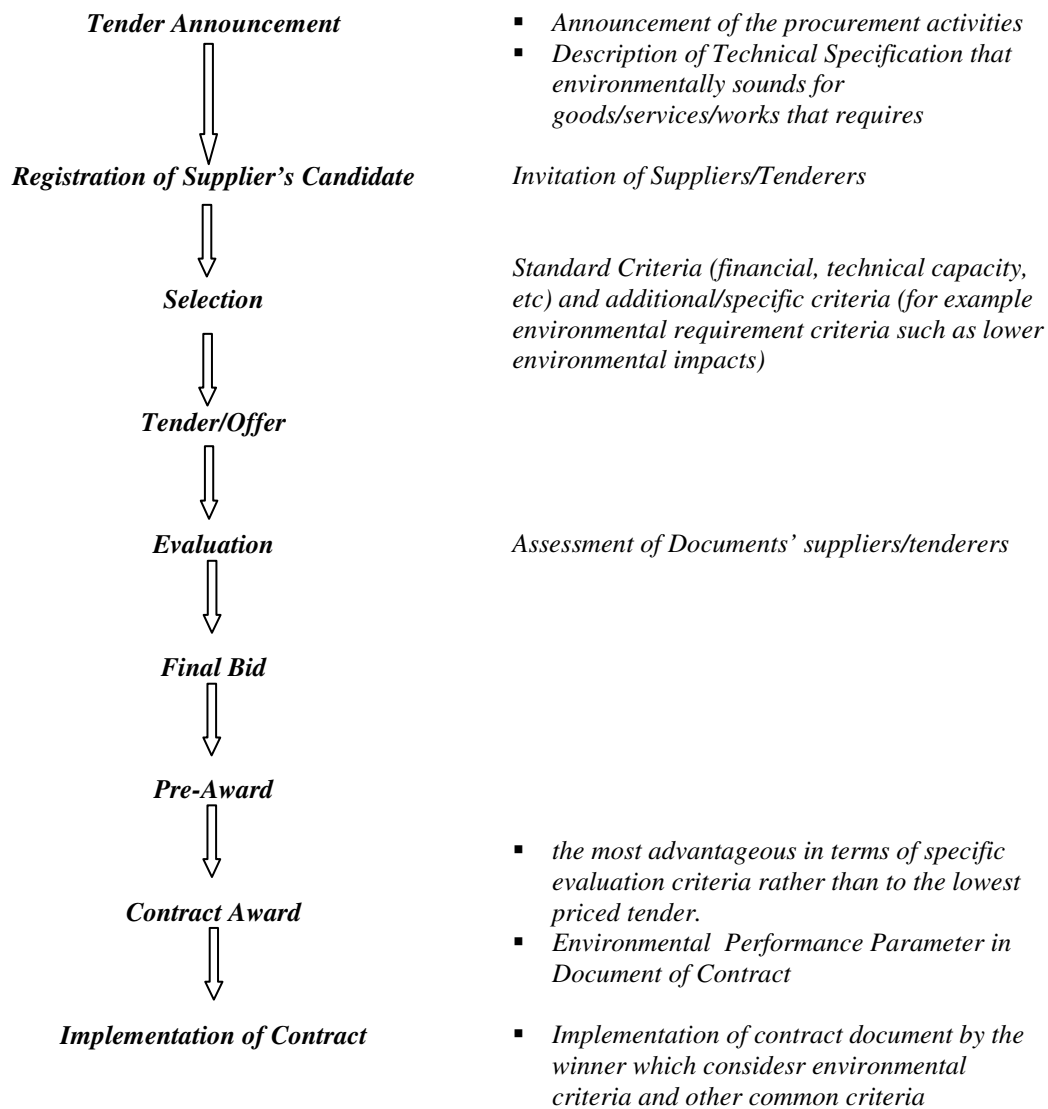 Tender Announcement
▪ Announcement of the procurement activities
▪ Description of Technical Specification that
environmentally sounds for
goods/services/works that requires
Registration of Supplier’s Candidate
Invitation of Suppliers/Tenderers
Selection
Standard Criteria (financial, technical capacity,
etc) and additional/specific criteria (for example
environmental requirement criteria such as lower
environmental impacts)
Tender/Offer
Evaluation
Assessment of Documents’ suppliers/tenderers
Final Bid
Pre-Award
Contract Award
▪ the most advantageous in terms of specific
evaluation criteria rather than to the lowest
priced tender.
▪ Environmental Performance Parameter in
Document of Contract
Implementation of Contract
▪ Implementation of contract document by the
winner which considesr environmental
criteria and other common criteria